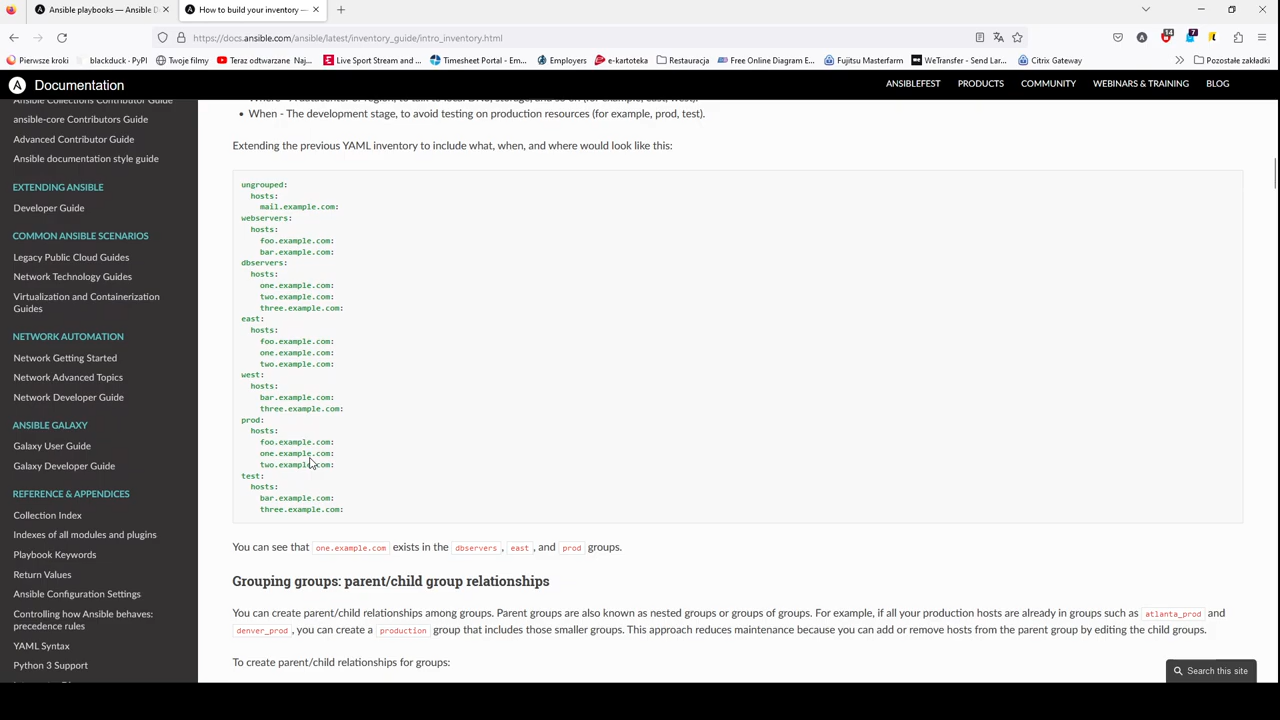 Ansible playbooks — Ansible D
How to build your inventory —
https://docs.ansible.com/ansible/latest/inventory_guide/intro_inventory.html
14
7
Pierwsze kroki
blackduck · PyPI
Twoje filmy
Teraz odtwarzane Naj...
Live Sport Stream and ...
Timesheet Portal - Em...
Employers
e-kartoteka
Restauracja
Free Online Diagram E...
Fujitsu Masterfarm
WeTransfer - Send Lar...
Citrix Gateway
Pozostałe zakładki
Documentation
ANSIBLEFEST
PRODUCTS
COMMUNITY
WEBINARS & TRAINING
BLOG
Ansible Collections Contributor Guide
ansible-core Contributors Guide
Advanced Contributor Guide
Ansible documentation style guide
EXTENDING ANSIBLE
Developer Guide
COMMON ANSIBLE SCENARIOS
Legacy Public Cloud Guides
Network Technology Guides
Virtualization and Containerization
Guides
NETWORK AUTOMATION
Network Getting Started
Network Advanced Topics
Network Developer Guide
ANSIBLE GALAXY
Galaxy User Guide
Galaxy Developer Guide
REFERENCE & APPENDICES
Collection Index
Indexes of all modules and plugins
Playbook Keywords
Return Values
Ansible Configuration Settings
Controlling how Ansible behaves:
precedence rules
YAML Syntax
Python 3 Support
• When - The development stage, to avoid testing on production resources (for example, prod, test).
Extending the previous YAML inventory to include what, when, and where would look like this:
ungrouped:
hosts:
mail.example.com:
webservers:
hosts:
foo.example.com:
bar.example.com:
dbservers:
hosts:
one.example.com:
two.example.com:
three.example.com:
east:
hosts:
foo.example.com:
one.example.com:
two.example.com:
west:
hosts:
bar.example.com:
three.example.com:
prod:
hosts:
foo.example.com:
one.example.com:
two.example.com:
test:
hosts:
bar.example.com:
three.example.com:
You can see that one.example.com exists in the dbservers , east , and prod groups.
Grouping groups: parent/child group relationships
You can create parent/child relationships among groups. Parent groups are also known as nested groups or groups of groups. For example, if all your production hosts are already in groups such as atlanta_prod and
denver_prod , you can create a production group that includes those smaller groups. This approach reduces maintenance because you can add or remove hosts from the parent group by editing the child groups.
To create parent/child relationships for groups:
Search this site